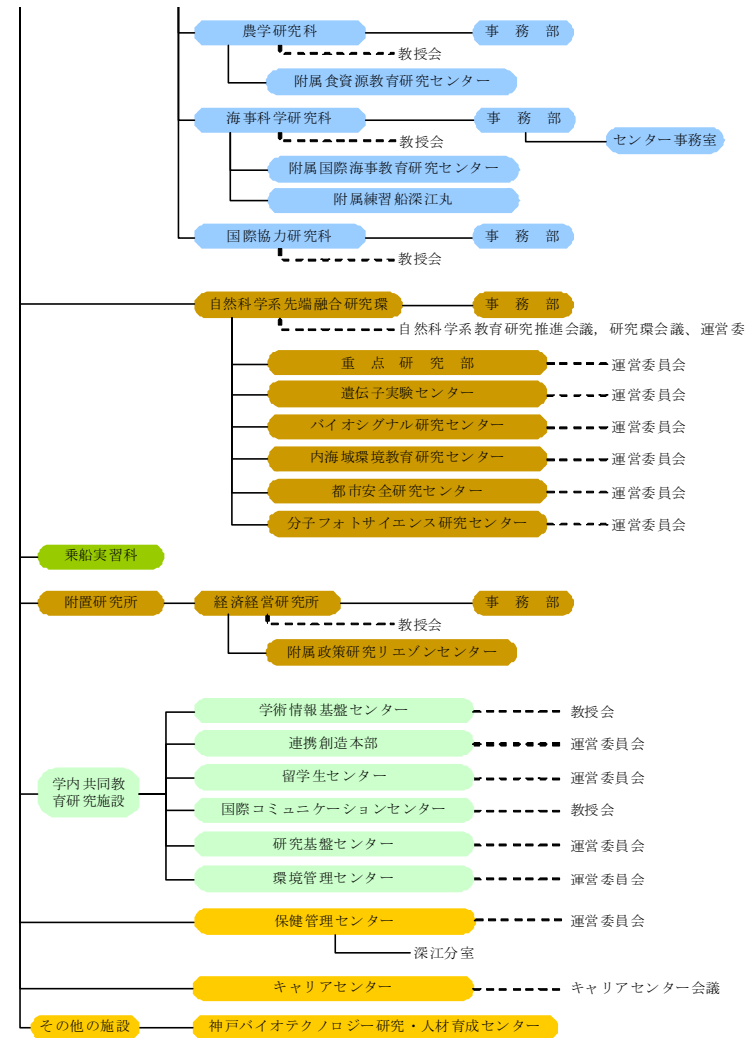 農学研究科 事務部
教授会
附属食資源教育研究センター
海事科学研究科 事務部
教授会 センター事務室
附属国際海事教育研究センター
附属練習船深江丸
国際協力研究科 事務部
教授会
自然科学系先端融合研究環 事務部
自然科学系教育研究推進会議，研究環会議、運営委
重点研究部 運営委員会
遺伝子実験センター 運営委員会
バイオシグナル研究センター 運営委員会
内海域環境教育研究センター 運営委員会
都市安全研究センター 運営委員会
分子フォトサイエンス研究センター 運営委員会
乗船実習科
附置研究所 経済経営研究所 事務部
教授会
附属政策研究リエゾンセンター
学術情報基盤センター 教授会
連携創造本部 運営委員会
留学生センター 運営委員会
学内共同教
育研究施設
国際コミュニケーションセンター 教授会
研究基盤センター 運営委員会
環境管理センター 運営委員会
保健管理センター 運営委員会
深江分室
キャリアセンター キャリアセンター会議
その他の施設 神戸バイオテクノロジー研究・人材育成センター